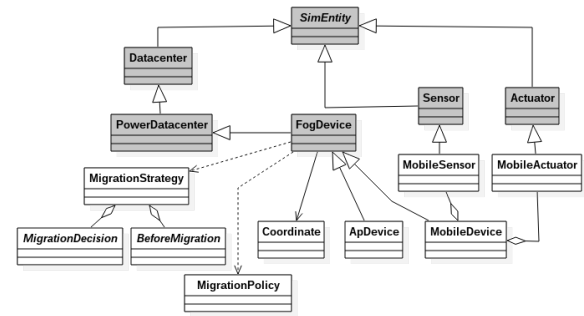 SimEntity
Datacenter
Sensor
Actuator
PowerDatacenter
FogDevice
MigrationStrategy
MobileSensor
MobileActuator
MigrationDecision
BeforeMigration
Coordinate
ApDevice
MobileDevice
MigrationPolicy